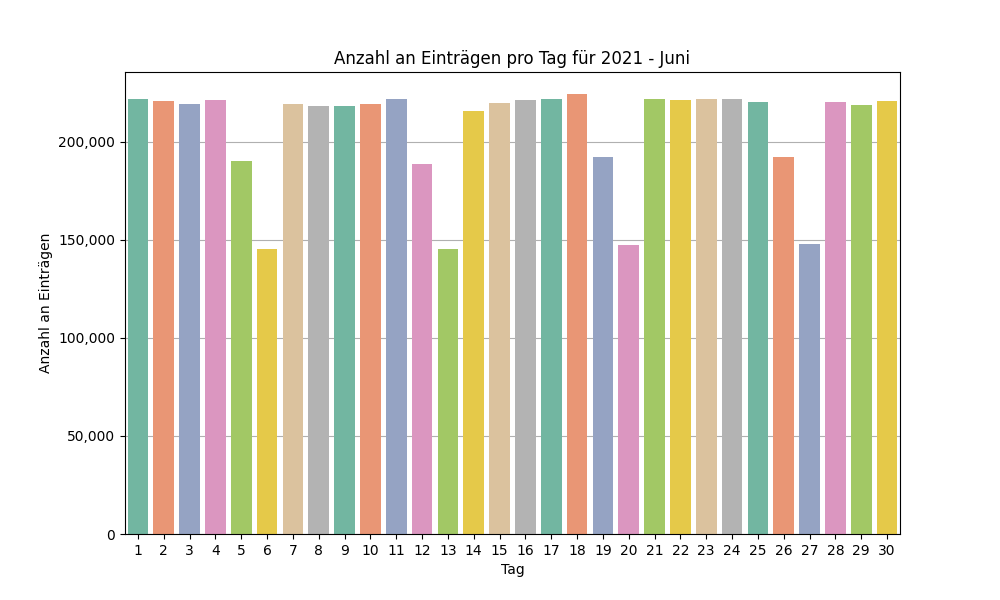 Anzahl an Einträgen pro Tag für 2021 - Juni
Anzahl an Einträgen
200,000
150,000
100,000
50,000
0
1 2 3 4 5 6 7 8 9 10 11 12 13 14 15 16 17 18 19 20 21 22 23 24 25 26 27 28 29 30
Tag